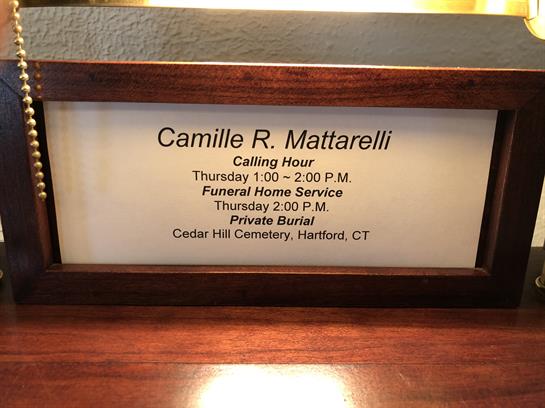 Camille R. Mattarelli
Calling Hour
Thursday 1:00 ~ 2:00 P.M.
Funeral Home Service
Thursday 2:00 P.M.
Private Burial
Cedar Hill Cemetery, Hartford, CT